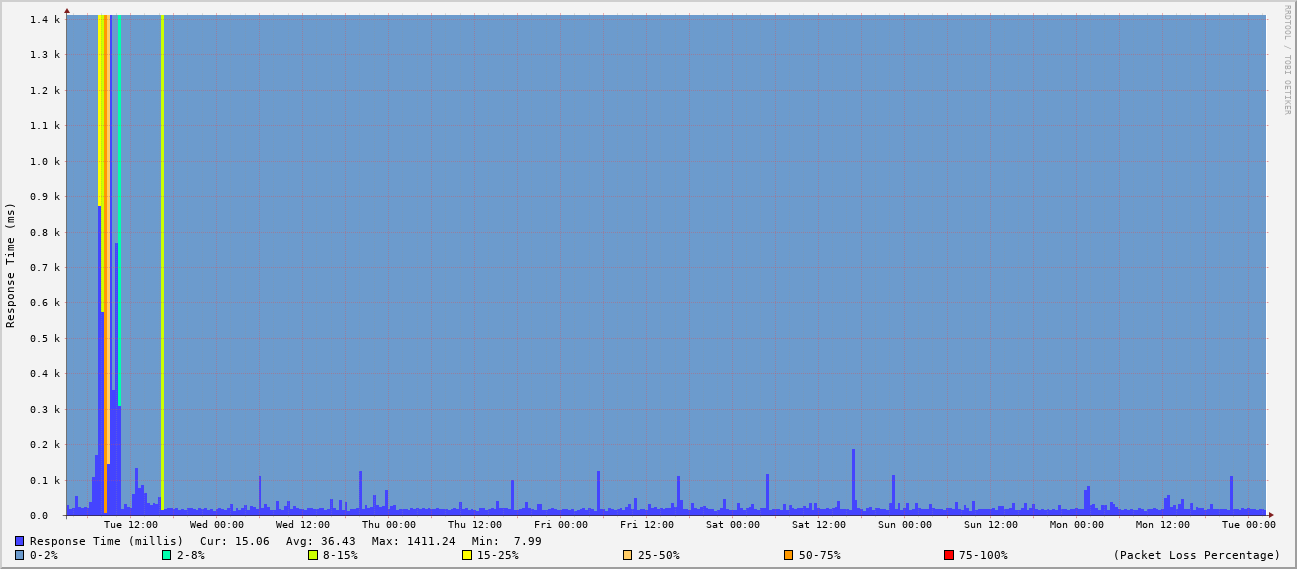 RRDTOOL / TOBI OETIKER
Response Time (ms)
1.4 k
1.3 k
1.2 k
1.1 k
1.0 k
0.9 k
0.8 k
0.7 k
0.6 k
0.5 k
0.4 k
0.3 k
0.2 k
0.1 k
0.0
Tue 12:00 Wed 00:00 Wed 12:00 Thu 00:00 Thu 12:00 Fri 00:00 Fri 12:00 Sat 00:00 Sat 12:00 Sun 00:00 Sun 12:00 Mon 00:00 Mon 12:00 Tue 00:00
Response Time (millis) Cur: 15.06 Avg: 36.43 Max: 1411.24 Min: 7.99
0-2% 2-8% 8-15% 15-25% 25-50% 50-75% 75-100% (Packet Loss Percentage)